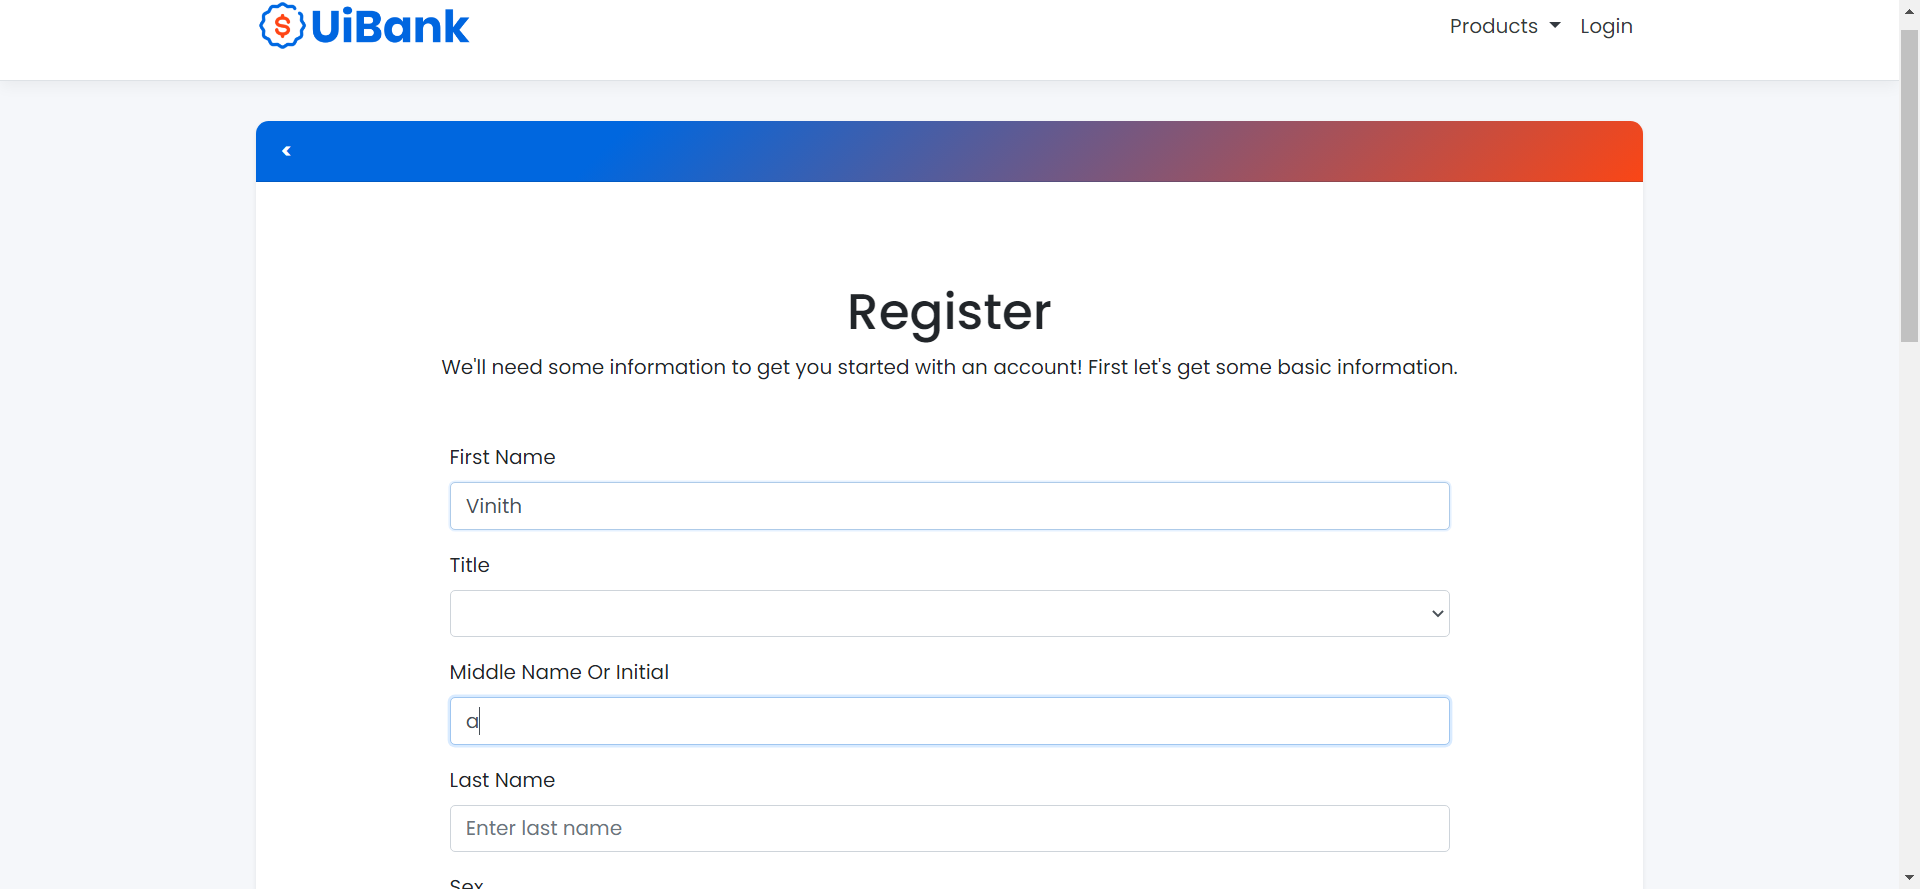 $ UiBank
Products Login
Register
We'll need some information to get you started with an account! First let's get some basic information.
First Name
Vinith
Title
Middle Name Or Initial
a
Last Name
Enter last name
Sex